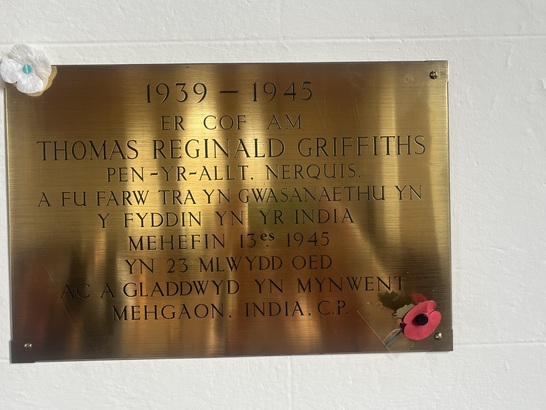 1939 – 1945
ER COF AM
THOMAS REGINALD GRIFFITHS
PEN-YR-ALLT. NERQUIS.
A FU FARW TRA YN GWASANAETHU YN
Y FYDDIN YN YR INDIA
MEHEFIN 13es 1945
YN 23 MLWYDD OED
AC A GLADDWYD YN MYNWENT
MEHGAON. INDIA. C.P.